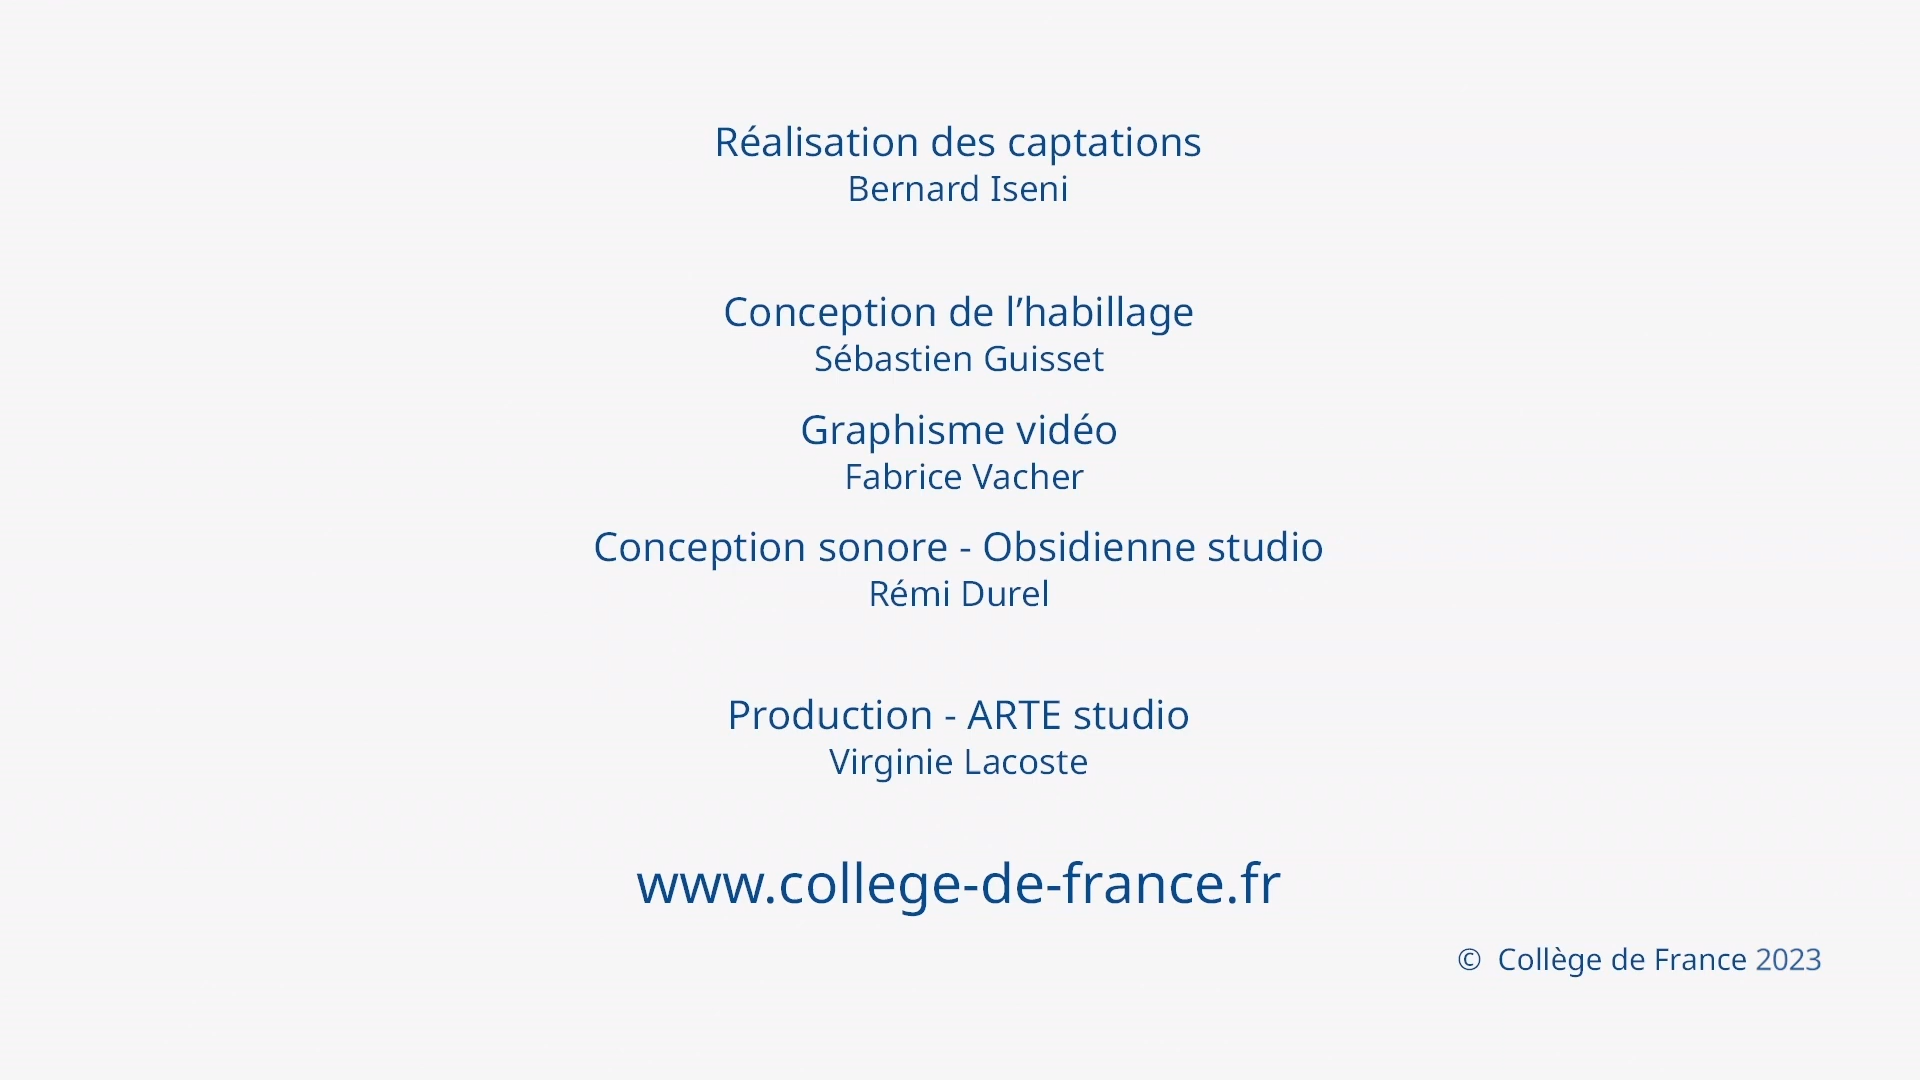 Réalisation des captations
Bernard Iseni
Conception de l’habillage
Sébastien Guisset
Graphisme vidéo
Fabrice Vacher
Conception sonore - Obsidienne studio
Rémi Durel
Production - ARTE studio
Virginie Lacoste
www.college-de-france.fr
© Collège de France 2023